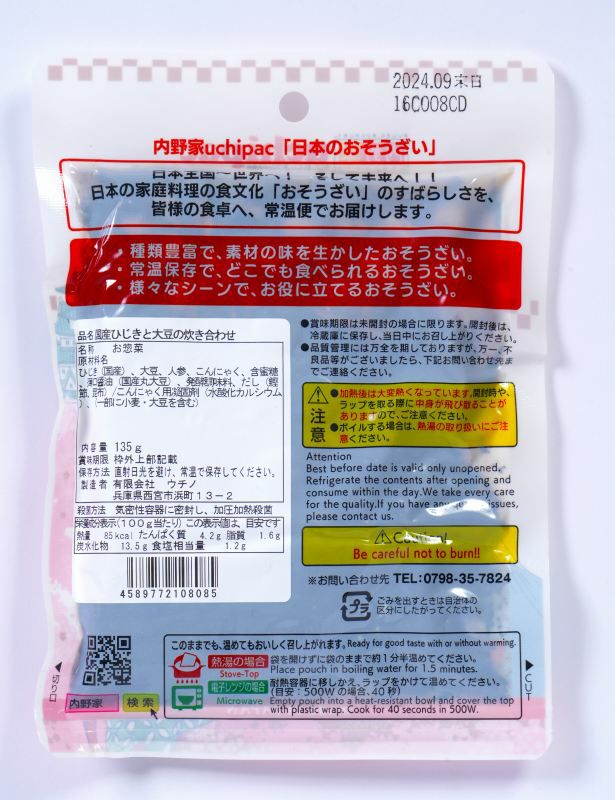 2024.09末日
16C008CD
内野家uchipac「日本のおそうざい」
日本全国～世界へ！ そして未来へ！！
日本の家庭料理の食文化「おそうざい」のすばらしさを、
皆様の食卓へ、常温便でお届けします。
・種類豊富で、素材の味を生かしたおそうざい。
・常温保存で、どこでも食べられるおそうざい。
・様々なシーンで、お役に立てるおそうざい。
品名 国産ひじきと大豆の炊き合わせ
名称 お惣菜
原材料名
ひじき（国産）、大豆、人参、こんにゃく、含蜜糖
醤油（国産丸大豆）、発酵調味料、だし（鰹
節、昆布）／こんにゃく用凝固剤（水酸化カルシウム
）、（一部に小麦・大豆を含む）
内容量 135g
賞味期限 枠外上部記載
保存方法 直射日光を避け、常温で保存してください。
製造者 有限会社 ウチノ
兵庫県西宮市浜町13－2
殺菌方法 気密性容器に密封し、加圧加熱殺菌
栄養成分表示（100g当たり）この表示値は、目安です
熱量 85kcal たんぱく質 4.2g 脂質 1.6g
炭水化物 13.5g 食塩相当量 1.2g
4589772108085
●賞味期限は未開封の場合に限ります。開封後は、
冷蔵庫に保存し、当日中にお召し上がりください。
●品質管理には万全を期しておりますが、万一、不
良品等がございましたら、下記お問い合わせ先ま
でご連絡ください。
注意
●加熱後は大変熱くなっています。開封時や、
ラップを取る際に中身が飛び散ることが
ありますので、ご注意ください。
●ボイルする場合は、熱湯の取り扱いにご注
意ください。
Attention
Best before date is valid only unopened.
Refrigerate the contents after opening and
consume within the day.We take every care
for the quality.If you have any issues,
please contact us.
Caution!
Be careful not to burn!!
※お問い合わせ先 TEL:0798-35-7824
プラ
ごみを出すときは自治体の
区分にしたがってください。
このままでも、温めてもおいしく召し上がれます。Ready for good taste with or without warming.
熱湯の場合 袋を開けずに袋のままで約1分半温めてください。
Stove-Top Place pouch in boiling water for 1.5 minutes.
電子レンジの場合 耐熱容器に移しかえ、ラップをかけて温めてください。
（目安：500Wの場合、40秒）
Microwave Empty pouch into a heat-resistant bowl and cover the top
with plastic wrap. Cook for 40 seconds in 500W.
内野家 検索
切り口
CUT